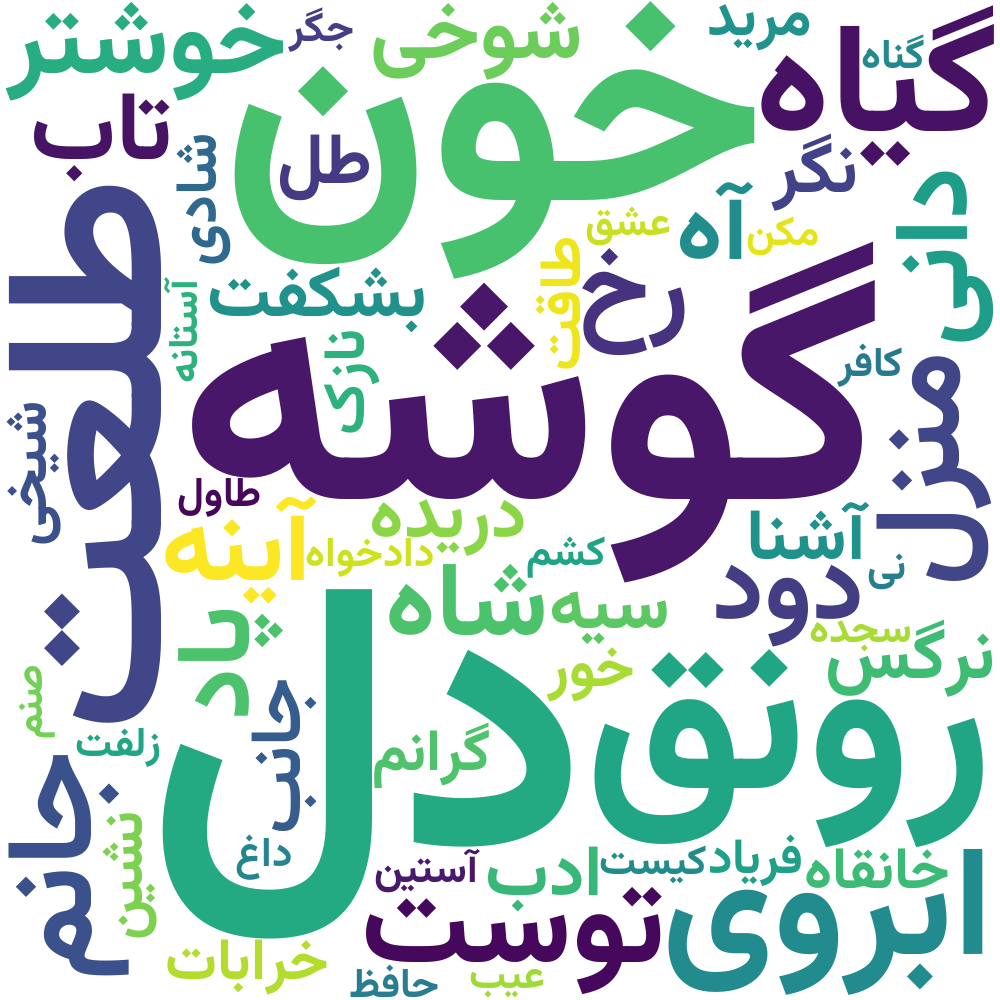 مرید
شوخی
خوشتر
جگر
گناه
گیاه
خون
تاب
طل
شادی
نگر
دانی
عشق
آه
مکن
طاقت
رخ
بشکفت
آستانه
نازک
طلعت
گوشه
کافر
منزل
شیخی
طاول
دریده
آشنا
آینه
دادخواه
کشم
نی
دود
شاه
سیه
یاد
سجده
نرگس
خور
رونق
دل
صنم
جانب
زلفت
گرانم
جانم
نشین
داغ
فریاد
کیست
خانقاه
ادب
آستین
ابروی
توست
خرابات
عیب
حافظ